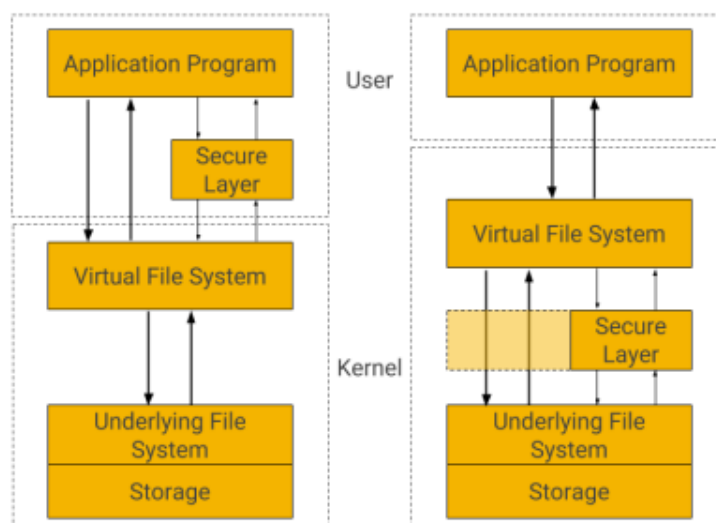 Application Program
User
Application Program
Secure
Layer
Virtual File System
Virtual File System
Kernel
Secure
Layer
Underlying File
System
Storage
Underlying File
System
Storage